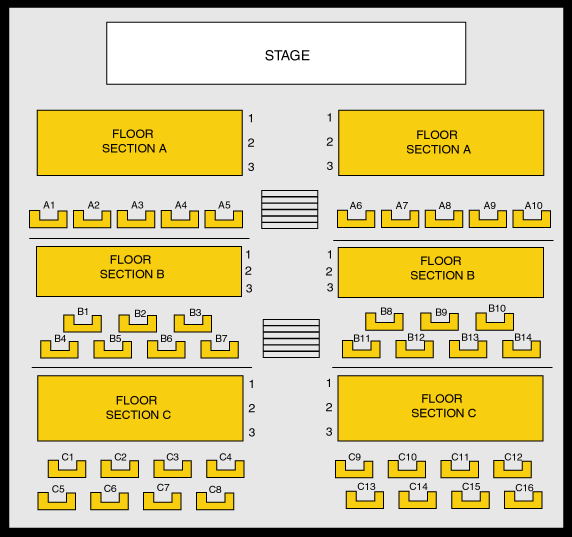 STAGE
FLOOR
SECTION A
1
2
3
1
2
3
FLOOR
SECTION A
A1 A2 A3 A4 A5
A6 A7 A8 A9 A10
FLOOR
SECTION B
1
2
3
1
2
3
FLOOR
SECTION B
B1 B2 B3
B4 B5 B6 B7
B8 B9 B10
B11 B12 B13 B14
FLOOR
SECTION C
1
2
3
1
2
3
FLOOR
SECTION C
C1 C2 C3 C4
C5 C6 C7 C8
C9 C10 C11 C12
C13 C14 C15 C16